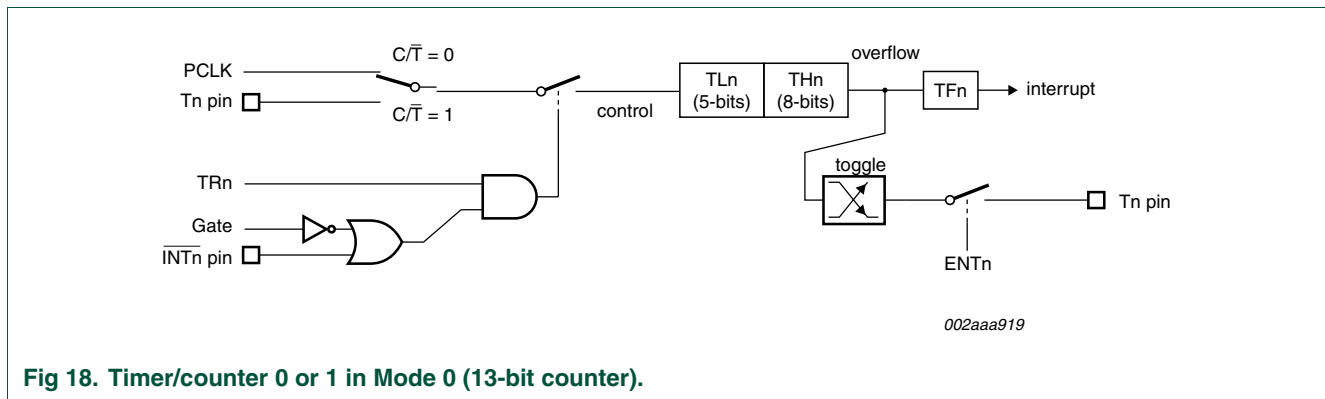 C/T̅ = 0
overflow
PCLK
TLn
(5-bits)
THn
(8-bits)
TFn
interrupt
Tn pin
C/T̅ = 1
control
toggle
TRn
Tn pin
Gate
I̅N̅T̅n̅ pin
ENTn
002aaa919
Fig 18. Timer/counter 0 or 1 in Mode 0 (13-bit counter).